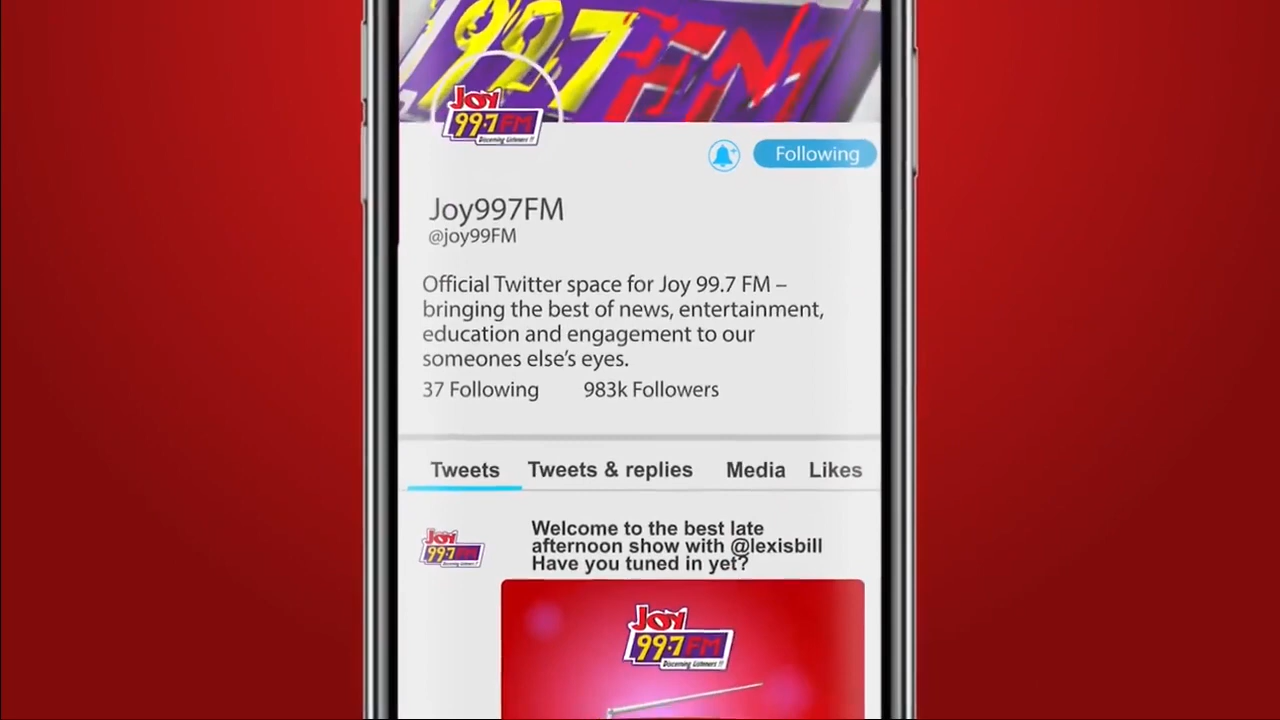 99.7 FM
Joy
99.7 FM
Discerning Listeners !!
Following
Joy997FM
@joy99FM
Official Twitter space for Joy 99.7 FM –
bringing the best of news, entertainment,
education and engagement to our
someones else’s eyes.
37 Following 983k Followers
Tweets Tweets & replies Media Likes
Joy
99.7 FM
Welcome to the best late
afternoon show with @lexisbill
Have you tuned in yet?
Joy
99.7 FM
Discerning Listeners !!